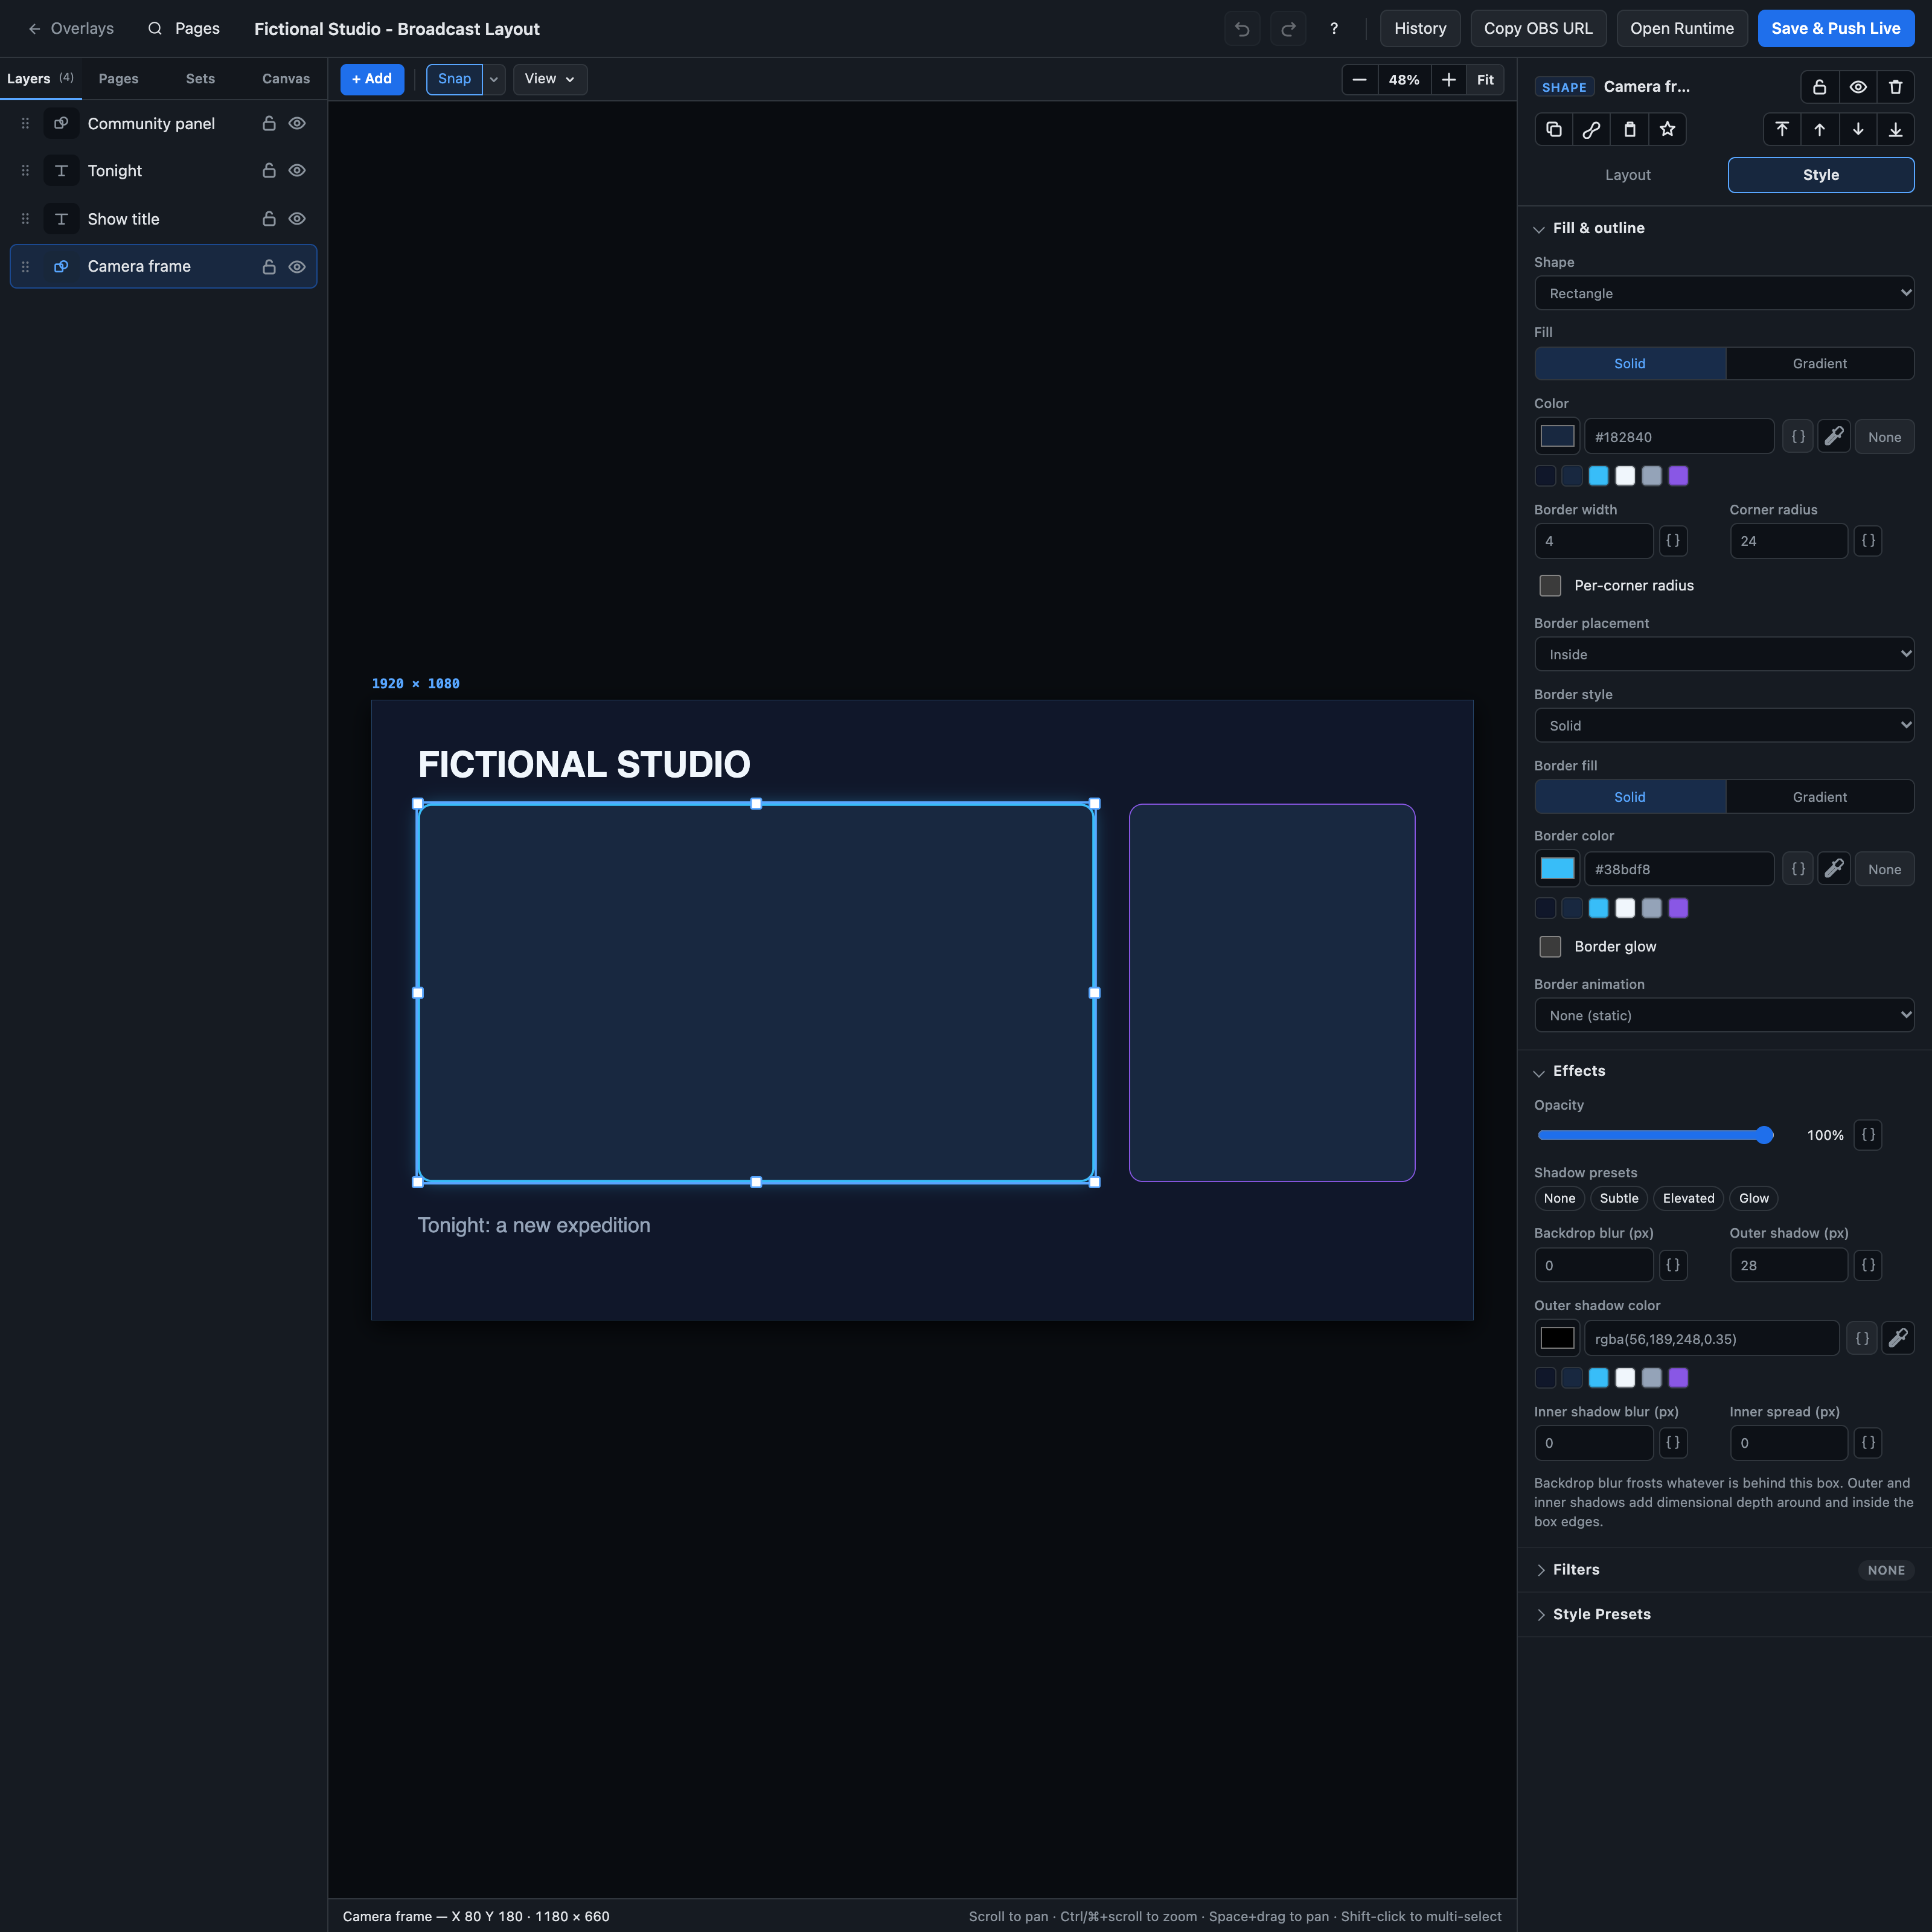 Overlays
Pages
Fictional Studio - Broadcast Layout
?
History
Copy OBS URL
Open Runtime
Save & Push Live
Layers (4)
Pages
Sets
Canvas
+ Add
Snap
View
48%
Fit
Community panel
Tonight
Show title
Camera frame
1920 × 1080
FICTIONAL STUDIO
Tonight: a new expedition
Camera frame — X 80 Y 180 · 1180 × 660
Scroll to pan · Ctrl/⌘+scroll to zoom · Space+drag to pan · Shift-click to multi-select
SHAPE
Camera fr...
Layout
Style
Fill & outline
Shape
Rectangle
Fill
Solid
Gradient
Color
#182840
{ }
None
Border width
Corner radius
4
{ }
24
{ }
Per-corner radius
Border placement
Inside
Border style
Solid
Border fill
Solid
Gradient
Border color
#38bdf8
{ }
None
Border glow
Border animation
None (static)
Effects
Opacity
100%
{ }
Shadow presets
None
Subtle
Elevated
Glow
Backdrop blur (px)
Outer shadow (px)
0
{ }
28
{ }
Outer shadow color
rgba(56,189,248,0.35)
{ }
Inner shadow blur (px)
Inner spread (px)
0
{ }
0
{ }
Backdrop blur frosts whatever is behind this box. Outer and
inner shadows add dimensional depth around and inside the
box edges.
Filters
NONE
Style Presets